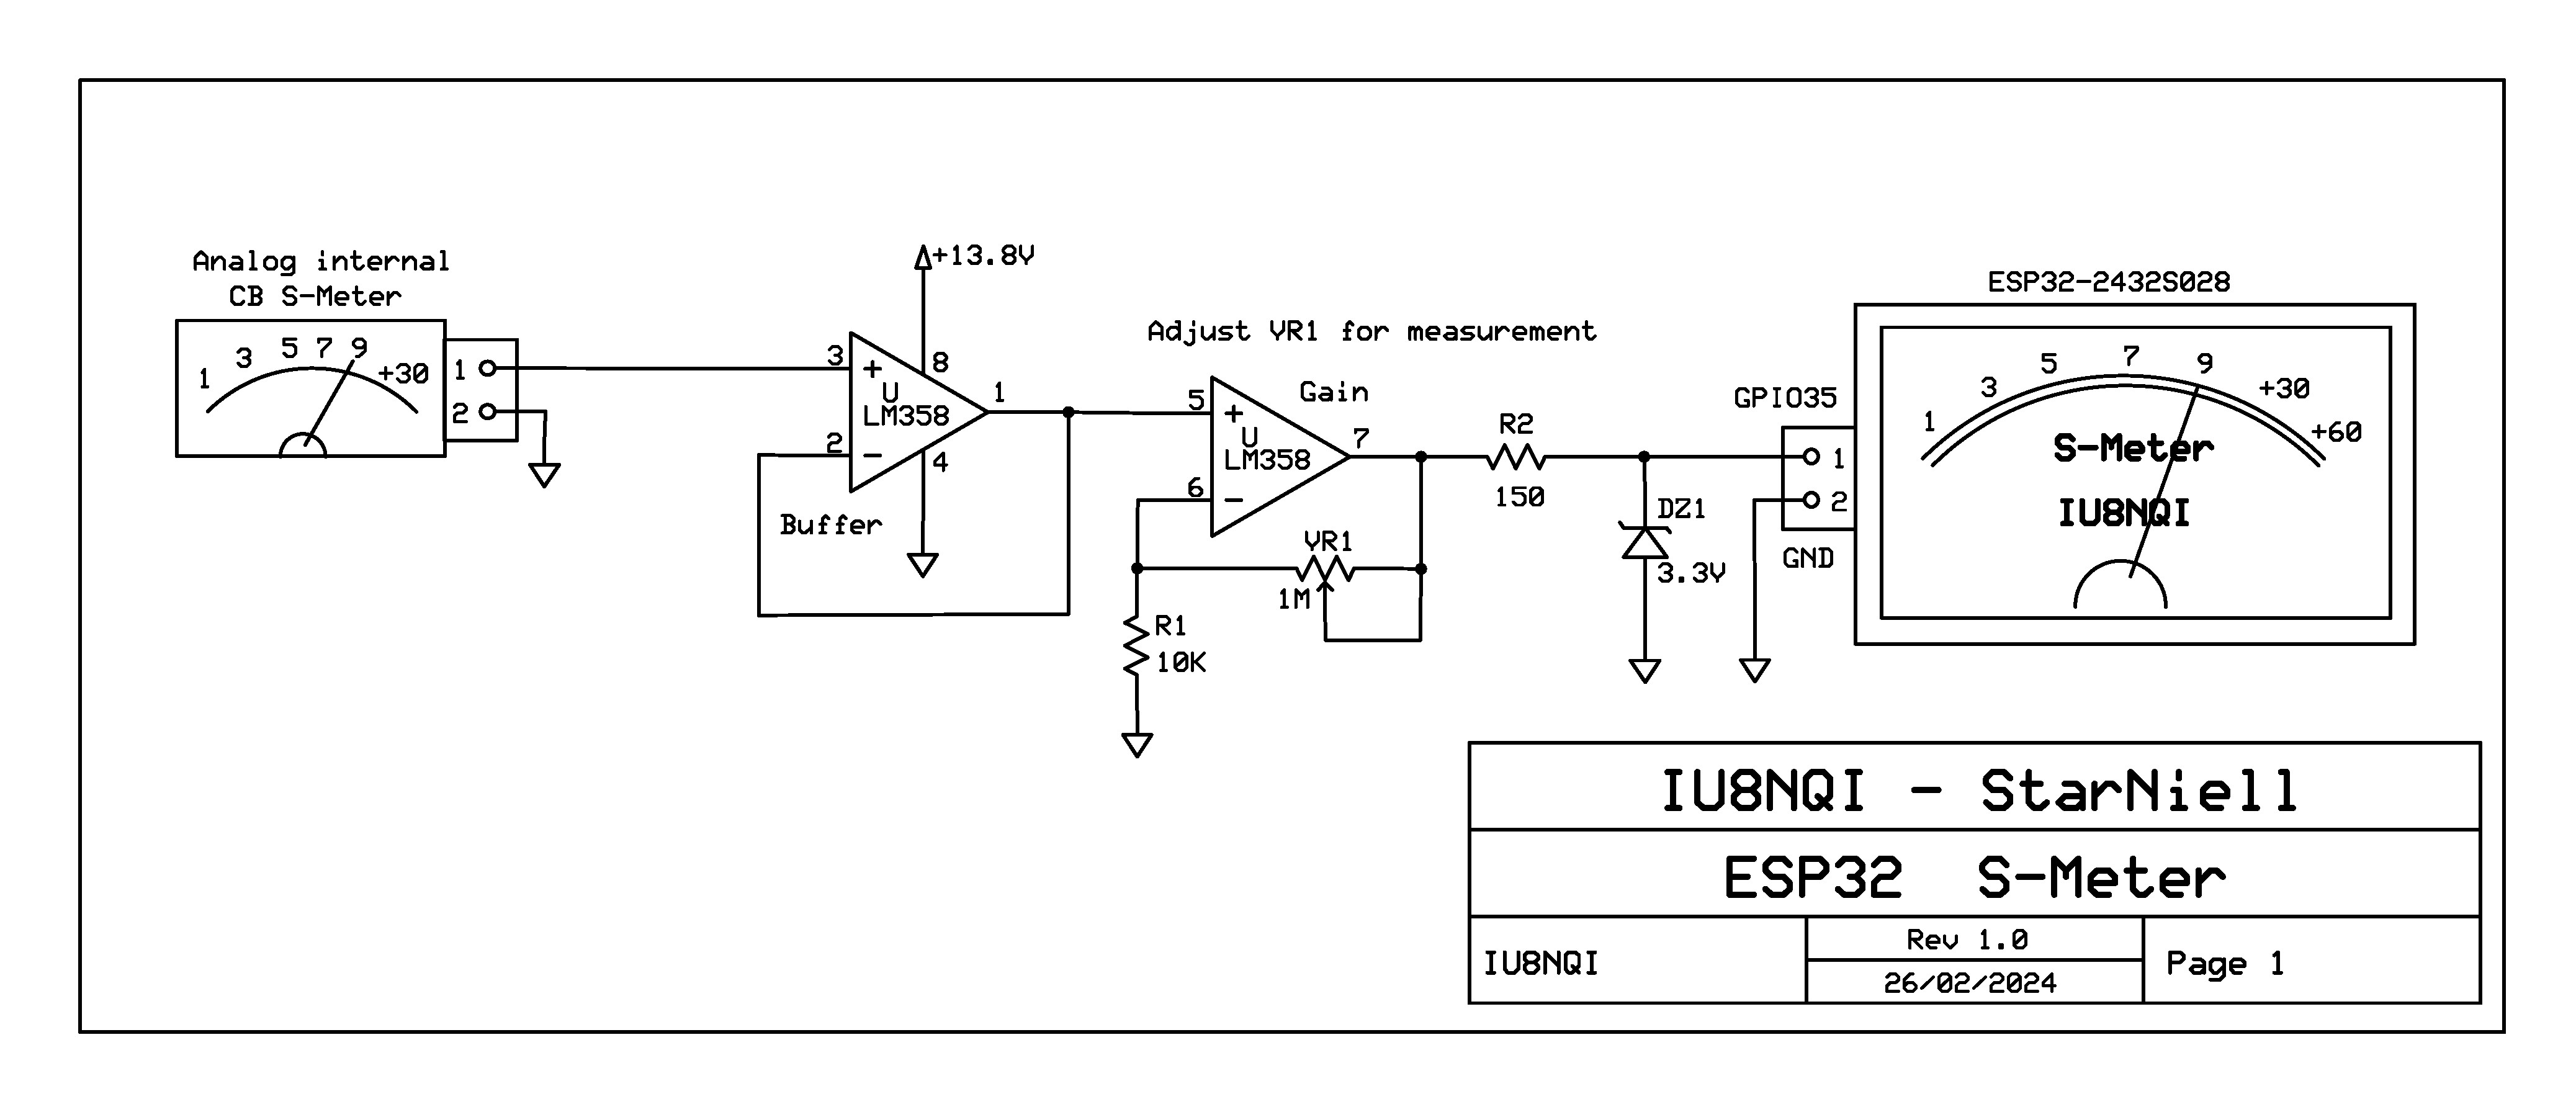 Analog internal
CB S-Meter
1 3 5 7 9 +30
1
2
+13.8V
3
8
+
U
LM358
1
2
-
4
Buffer
Adjust VR1 for measurement
Gain
5
+
U
LM358
7
6
-
VR1
1M
R1
10K
R2
150
DZ1
3.3V
ESP32-2432S028
GPIO35
1
2
GND
1 3 5 7 9 +30 +60
S-Meter
IU8NQI
IU8NQI - StarNiell
ESP32 S-Meter
IU8NQI
Rev 1.0
26/02/2024
Page 1